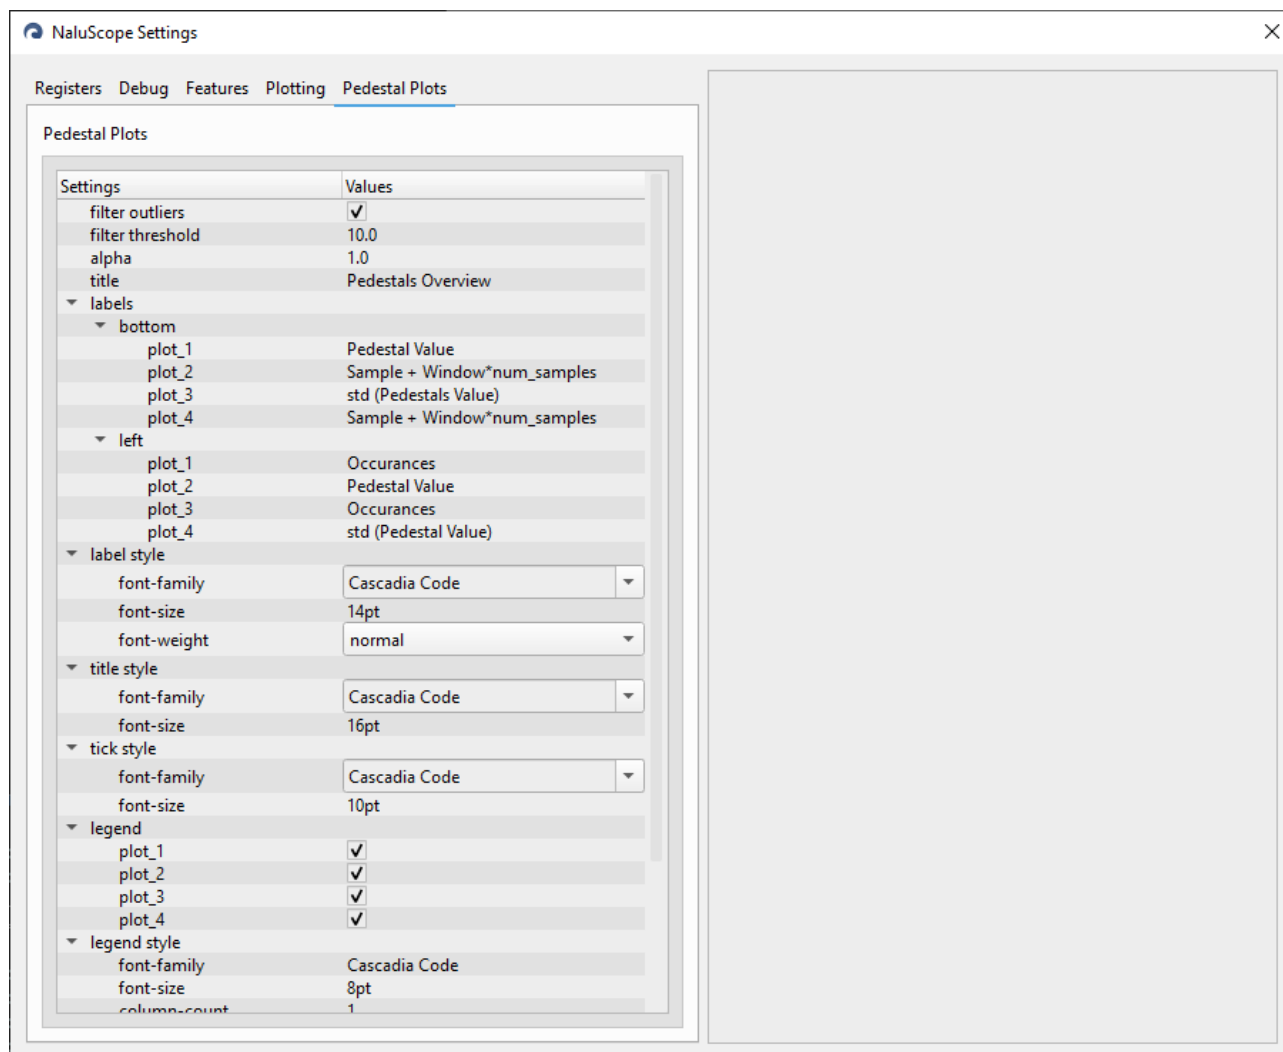 NaluScope Settings
Registers Debug Features Plotting Pedestal Plots
Pedestal Plots
Settings Values
filter outliers
filter threshold 10.0
alpha 1.0
title Pedestals Overview
labels
bottom
plot_1 Pedestal Value
plot_2 Sample + Window*num_samples
plot_3 std (Pedestals Value)
plot_4 Sample + Window*num_samples
left
plot_1 Occurances
plot_2 Pedestal Value
plot_3 Occurances
plot_4 std (Pedestal Value)
label style
font-family Cascadia Code
font-size 14pt
font-weight normal
title style
font-family Cascadia Code
font-size 16pt
tick style
font-family Cascadia Code
font-size 10pt
legend
plot_1
plot_2
plot_3
plot_4
legend style
font-family Cascadia Code
font-size 8pt
column-count 1